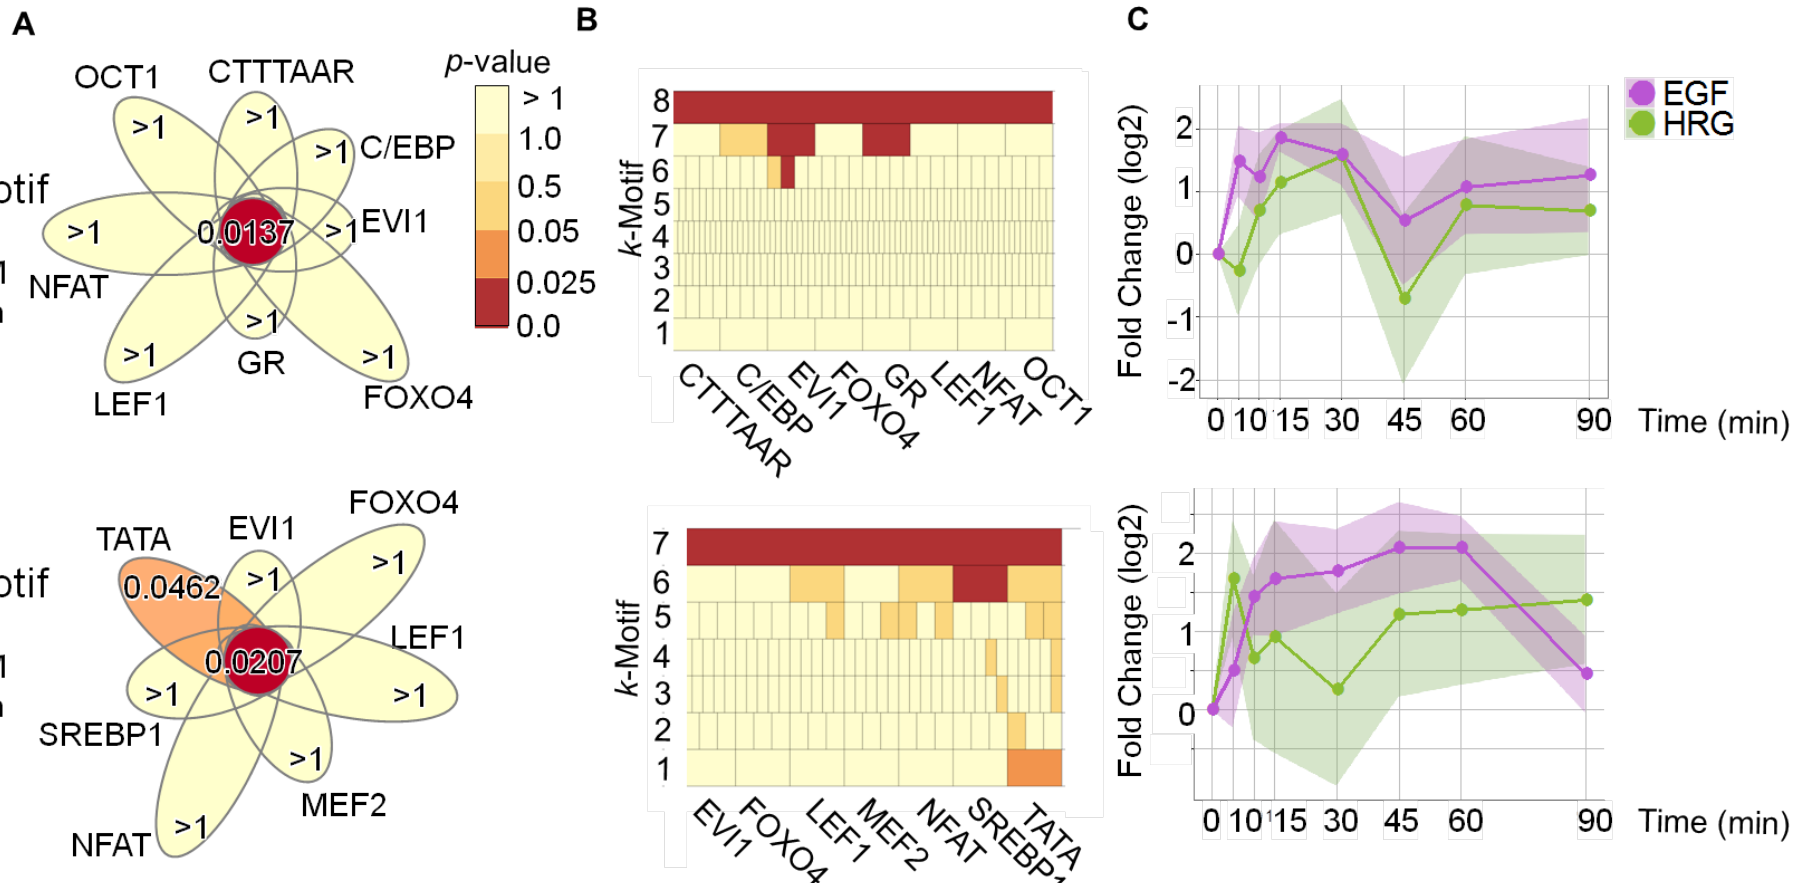 A
B
C
OCT1
CTTTAAR
p-value
>1
>1
>1
C/EBP
otif
>1
0.0137
>1
EVI1
NFAT
1
>1
>1
>1
GR
LEF1
FOXO4
> 1
1.0
0.5
0.05
0.025
0.0
k-Motif
8
7
6
5
4
3
2
1
CTTTAAR
C/EBP
EVI1
FOXO4
GR
LEF1
NFAT
OCT1
Fold Change (log2)
2
1
0
-1
-2
0
10
15
30
45
60
90
Time (min)
EGF
HRG
FOXO4
TATA
EVI1
0.0462
>1
>1
otif
LEF1
0.0207
>1
>1
1
SREBP1
>1
MEF2
NFAT
>1
k-Motif
7
6
5
4
3
2
1
EVI1
FOXO4
LEF1
MEF2
NFAT
SREBP1
TATA
Fold Change (log2)
2
1
0
0
10
15
30
45
60
90
Time (min)